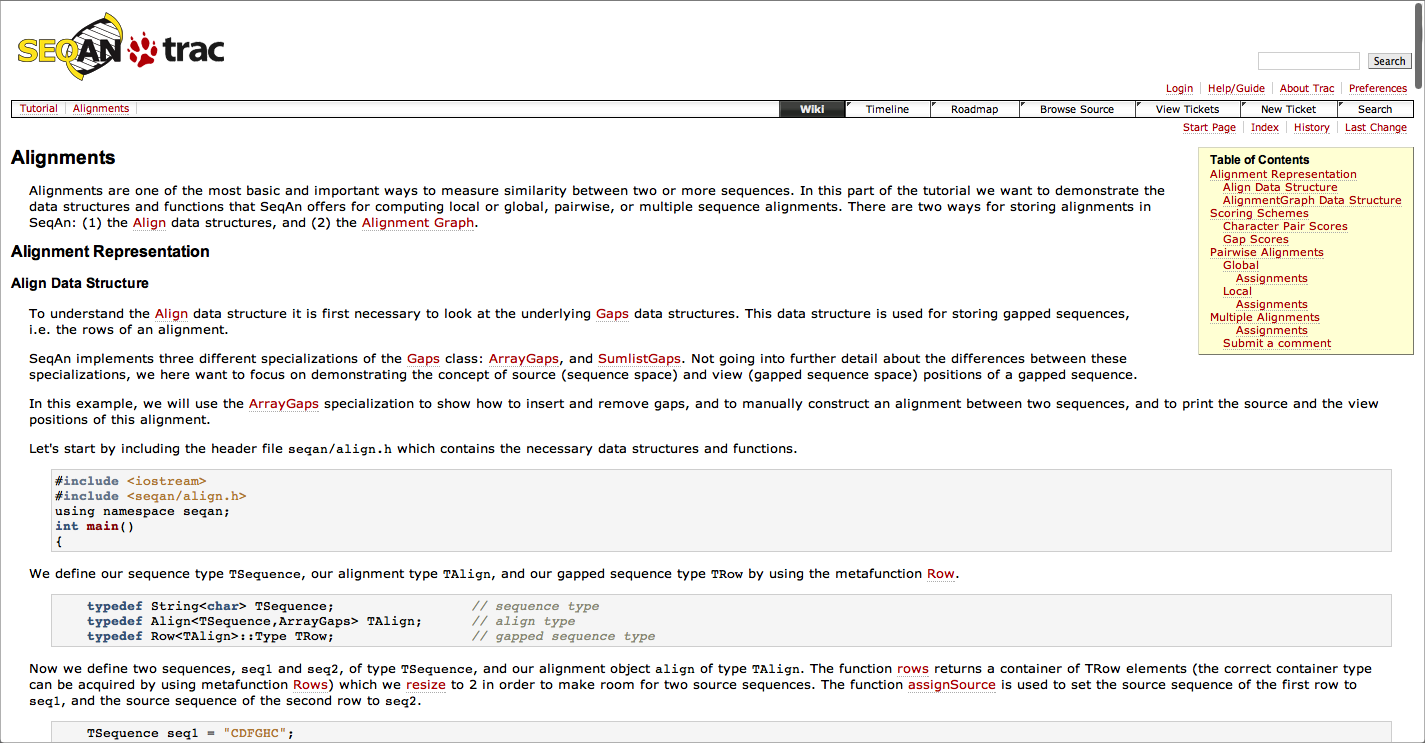 SEQAN trac
Search
Login Help/Guide About Trac Preferences
Tutorial Alignments Wiki Timeline Roadmap Browse Source View Tickets New Ticket Search
Start Page Index History Last Change
Alignments
Alignments are one of the most basic and important ways to measure similarity between two or more sequences. In this part of the tutorial we want to demonstrate the
data structures and functions that SeqAn offers for computing local or global, pairwise, or multiple sequence alignments. There are two ways for storing alignments in
SeqAn: (1) the Align data structures, and (2) the Alignment Graph.
Table of Contents
Alignment Representation
Align Data Structure
AlignmentGraph Data Structure
Scoring Schemes
Character Pair Scores
Gap Scores
Pairwise Alignments
Global
Assignments
Local
Assignments
Multiple Alignments
Assignments
Submit a comment
Alignment Representation
Align Data Structure
To understand the Align data structure it is first necessary to look at the underlying Gaps data structures. This data structure is used for storing gapped sequences,
i.e. the rows of an alignment.
SeqAn implements three different specializations of the Gaps class: ArrayGaps, and SumlistGaps. Not going into further detail about the differences between these
specializations, we here want to focus on demonstrating the concept of source (sequence space) and view (gapped sequence space) positions of a gapped sequence.
In this example, we will use the ArrayGaps specialization to show how to insert and remove gaps, and to manually construct an alignment between two sequences, and to print the source and the view
positions of this alignment.
Let's start by including the header file seqan/align.h which contains the necessary data structures and functions.
#include <iostream>
#include <seqan/align.h>
using namespace seqan;
int main()
{
We define our sequence type TSequence, our alignment type TAlign, and our gapped sequence type TRow by using the metafunction Row.
typedef String<char> TSequence; // sequence type
typedef Align<TSequence,ArrayGaps> TAlign; // align type
typedef Row<TAlign>::Type TRow; // gapped sequence type
Now we define two sequences, seq1 and seq2, of type TSequence, and our alignment object align of type TAlign. The function rows returns a container of TRow elements (the correct container type
can be acquired by using metafunction Rows) which we resize to 2 in order to make room for two source sequences. The function assignSource is used to set the source sequence of the first row to
seq1, and the source sequence of the second row to seq2.
TSequence seq1 = "CDFGHC";